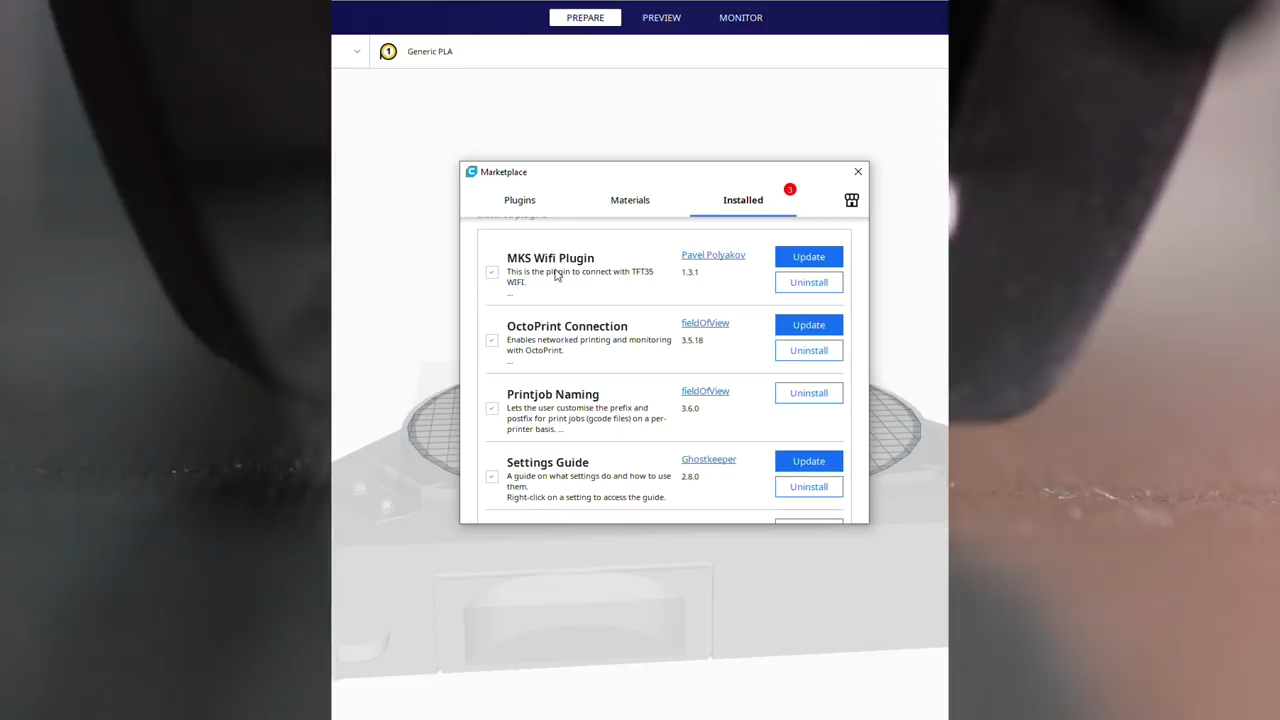 PREPARE
PREVIEW
MONITOR
1
Generic PLA
Marketplace
Plugins
Materials
Installed
3
MKS Wifi Plugin
This is the plugin to connect with TFT35
WIFI.
...
Pavel Polyakov
1.3.1
Update
Uninstall
OctoPrint Connection
Enables networked printing and monitoring
with OctoPrint.
...
fieldOfView
3.5.18
Update
Uninstall
Printjob Naming
Lets the user customise the prefix and
postfix for print jobs (gcode files) on a per-
printer basis. ...
fieldOfView
3.6.0
Uninstall
Settings Guide
A guide on what settings do and how to use
them.
Right-click on a setting to access the guide.
Ghostkeeper
2.8.0
Update
Uninstall